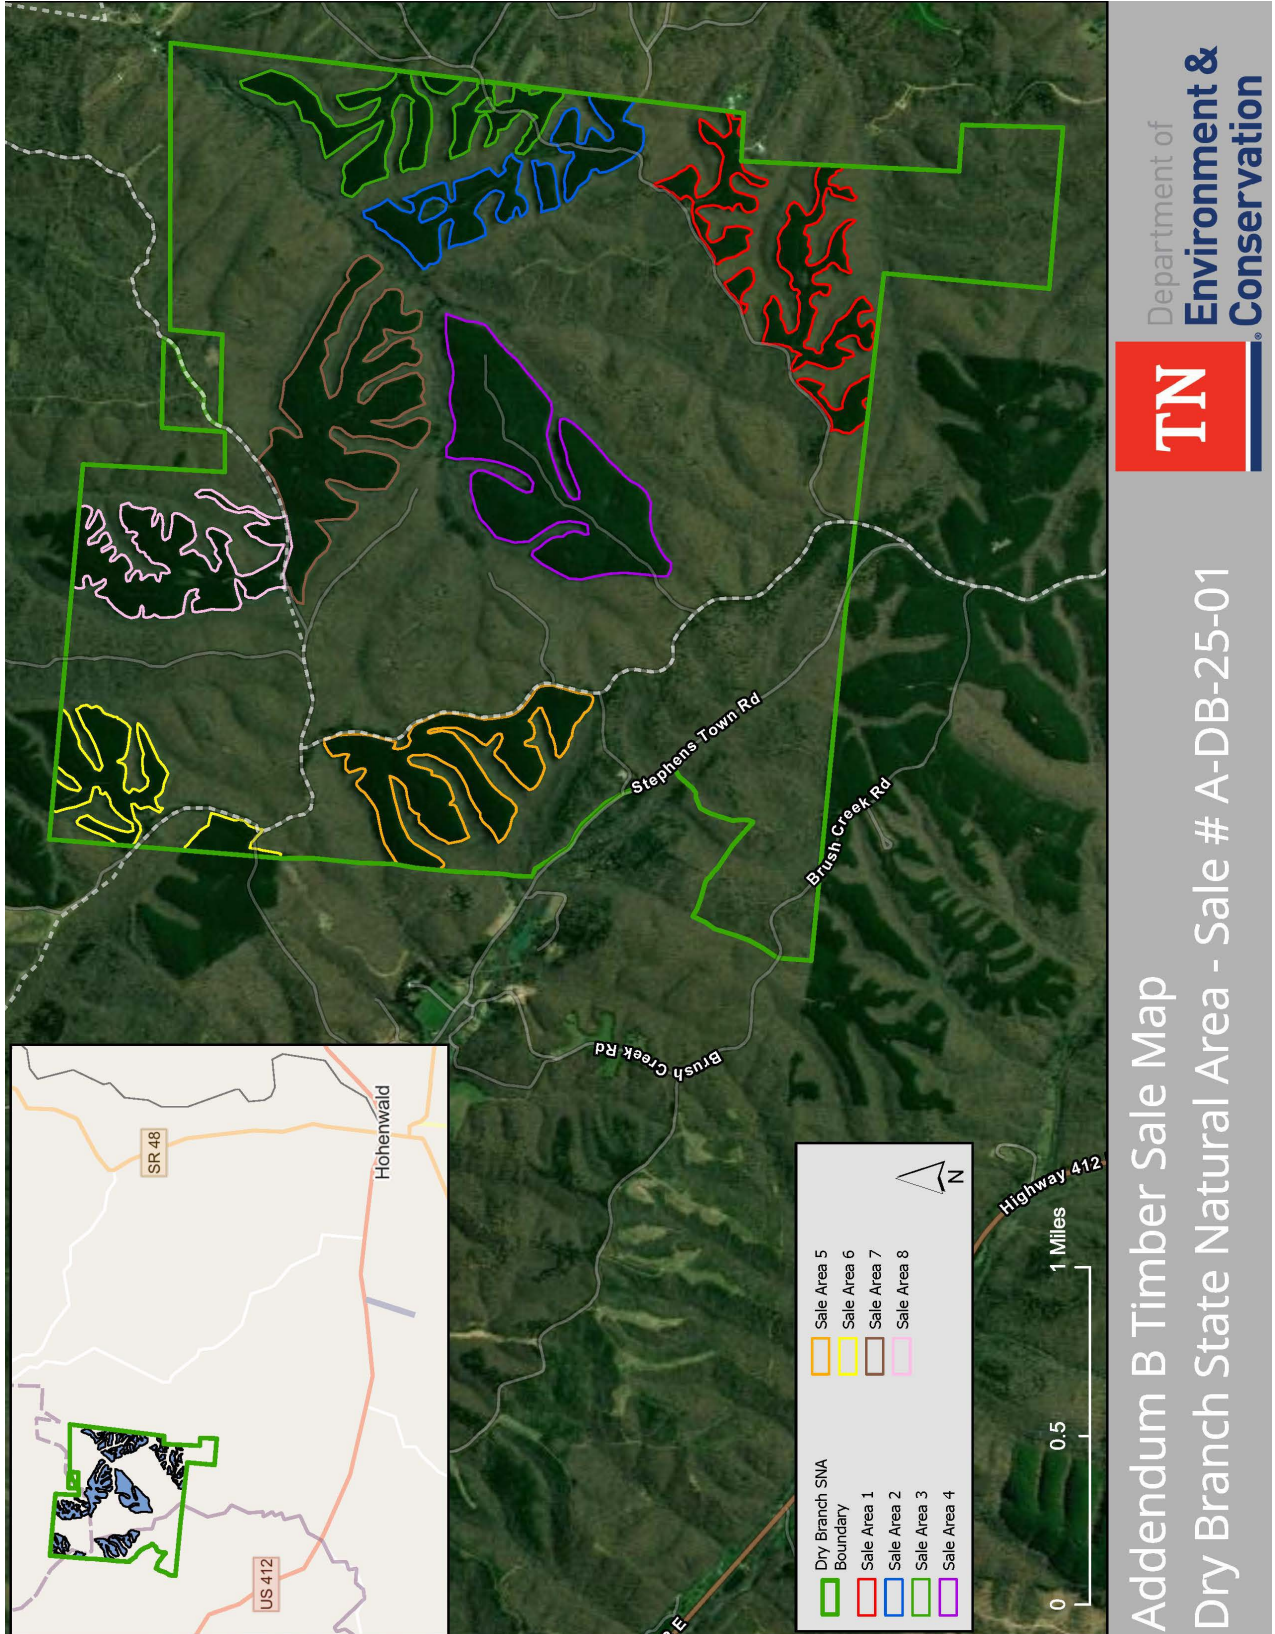 SR 48
Hohenwald
US 412
Stephens Town Rd
Brush Creek Rd
Brush Creek Rd
Highway 412
E
Dry Branch SNA
Boundary
Sale Area 1
Sale Area 2
Sale Area 3
Sale Area 4
Sale Area 5
Sale Area 6
Sale Area 7
Sale Area 8
N
0 0.5 1 Miles
Addendum B Timber Sale Map
Dry Branch State Natural Area - Sale # A-DB-25-01
TN
Department of
Environment &
Conservation
®